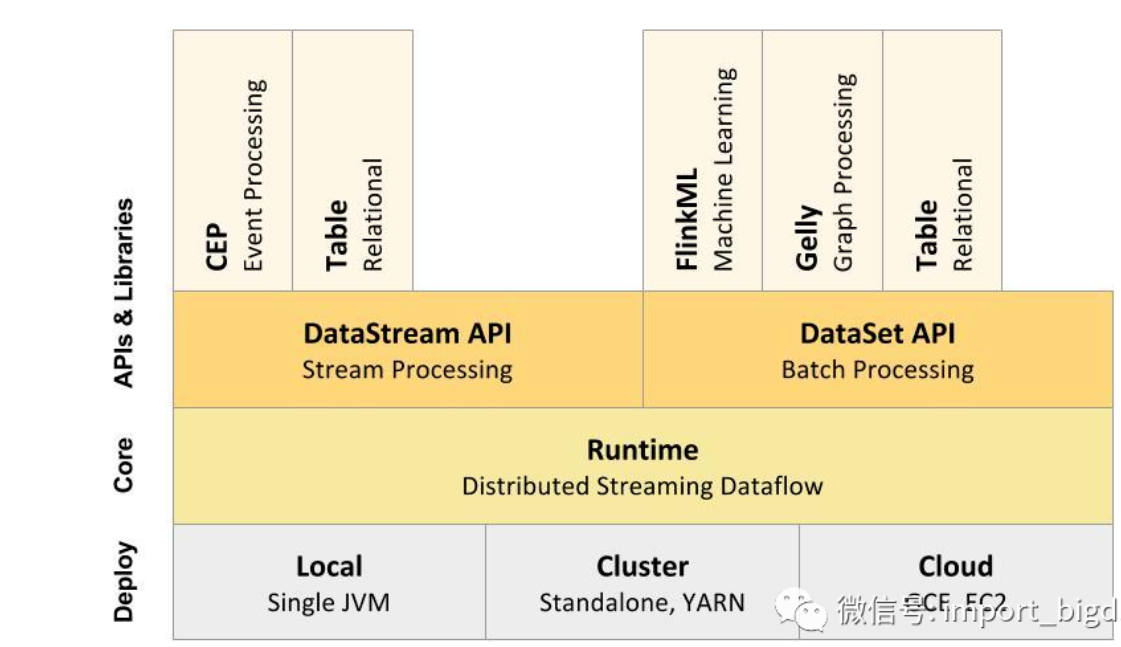 CEP
Event Processing
Table
Relational
FlinkML
Machine Learning
Gelly
Graph Processing
Table
Relational
APIs & Libraries
DataStream API
Stream Processing
DataSet API
Batch Processing
Core
Runtime
Distributed Streaming Dataflow
Deploy
Local
Single JVM
Cluster
Standalone, YARN
Cloud
GCE, EC2
微信号: import_bigd